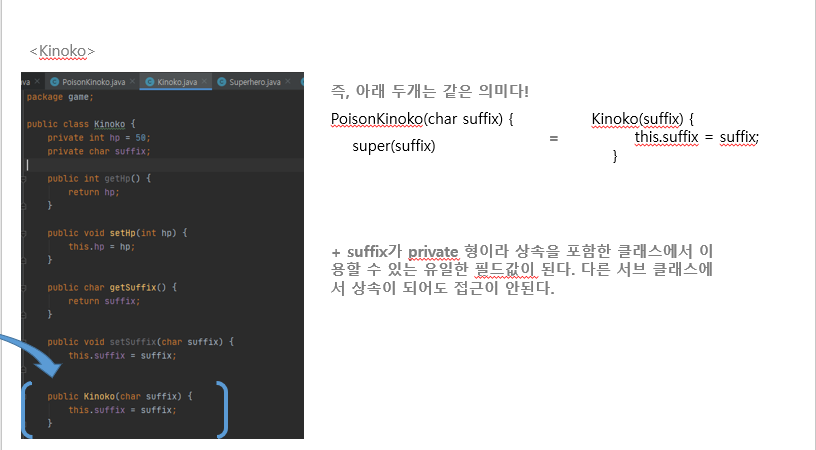 <Kinoko>
PoisonKinoko.java × Kinoko.java × Superhero.java ×
package game;
public class Kinoko {
private int hp = 50;
private char suffix;
public int getHp() {
return hp;
}
public void setHp(int hp) {
this.hp = hp;
}
public char getSuffix() {
return suffix;
}
public void setSuffix(char suffix) {
this.suffix = suffix;
public Kinoko(char suffix) {
this.suffix = suffix;
}
즉, 아래 두개는 같은 의미다!
PoisonKinoko(char suffix) {
super(suffix)
=
Kinoko(suffix) {
this.suffix = suffix;
}
+ suffix가 private 형이라 상속을 포함한 클래스에서 이
용할 수 있는 유일한 필드값이 된다. 다른 서브 클래스에
서 상속이 되어도 접근이 안된다.